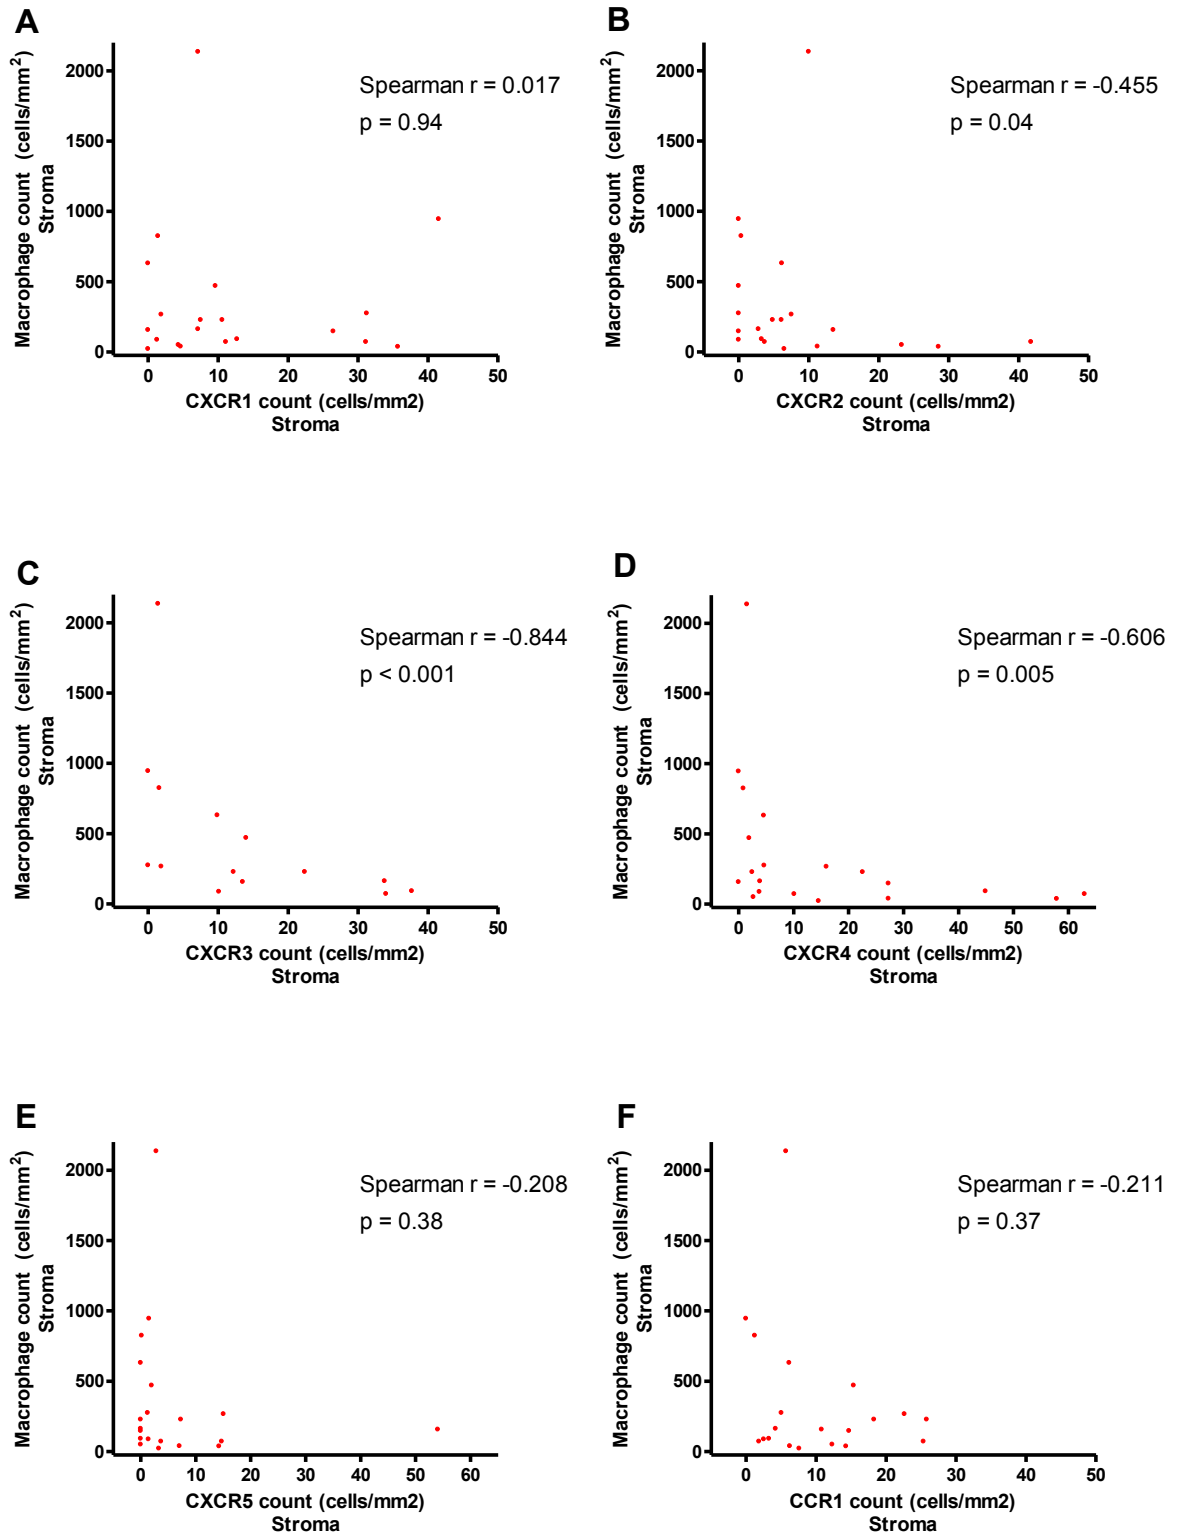 A
Macrophage count (cells/mm²)
Stroma
2000
1500
1000
500
0
Spearman r = 0.017
p = 0.94
0 10 20 30 40 50
CXCR1 count (cells/mm2)
Stroma
B
Macrophage count (cells/mm²)
Stroma
2000
1500
1000
500
0
Spearman r = -0.455
p = 0.04
0 10 20 30 40 50
CXCR2 count (cells/mm2)
Stroma
C
Macrophage count (cells/mm²)
Stroma
2000
1500
1000
500
0
Spearman r = -0.844
p < 0.001
0 10 20 30 40 50
CXCR3 count (cells/mm2)
Stroma
D
Macrophage count (cells/mm²)
Stroma
2000
1500
1000
500
0
Spearman r = -0.606
p = 0.005
0 10 20 30 40 50 60
CXCR4 count (cells/mm2)
Stroma
E
Macrophage count (cells/mm²)
Stroma
2000
1500
1000
500
0
Spearman r = -0.208
p = 0.38
0 10 20 30 40 50 60
CXCR5 count (cells/mm2)
Stroma
F
Macrophage count (cells/mm²)
Stroma
2000
1500
1000
500
0
Spearman r = -0.211
p = 0.37
0 10 20 30 40 50
CCR1 count (cells/mm2)
Stroma